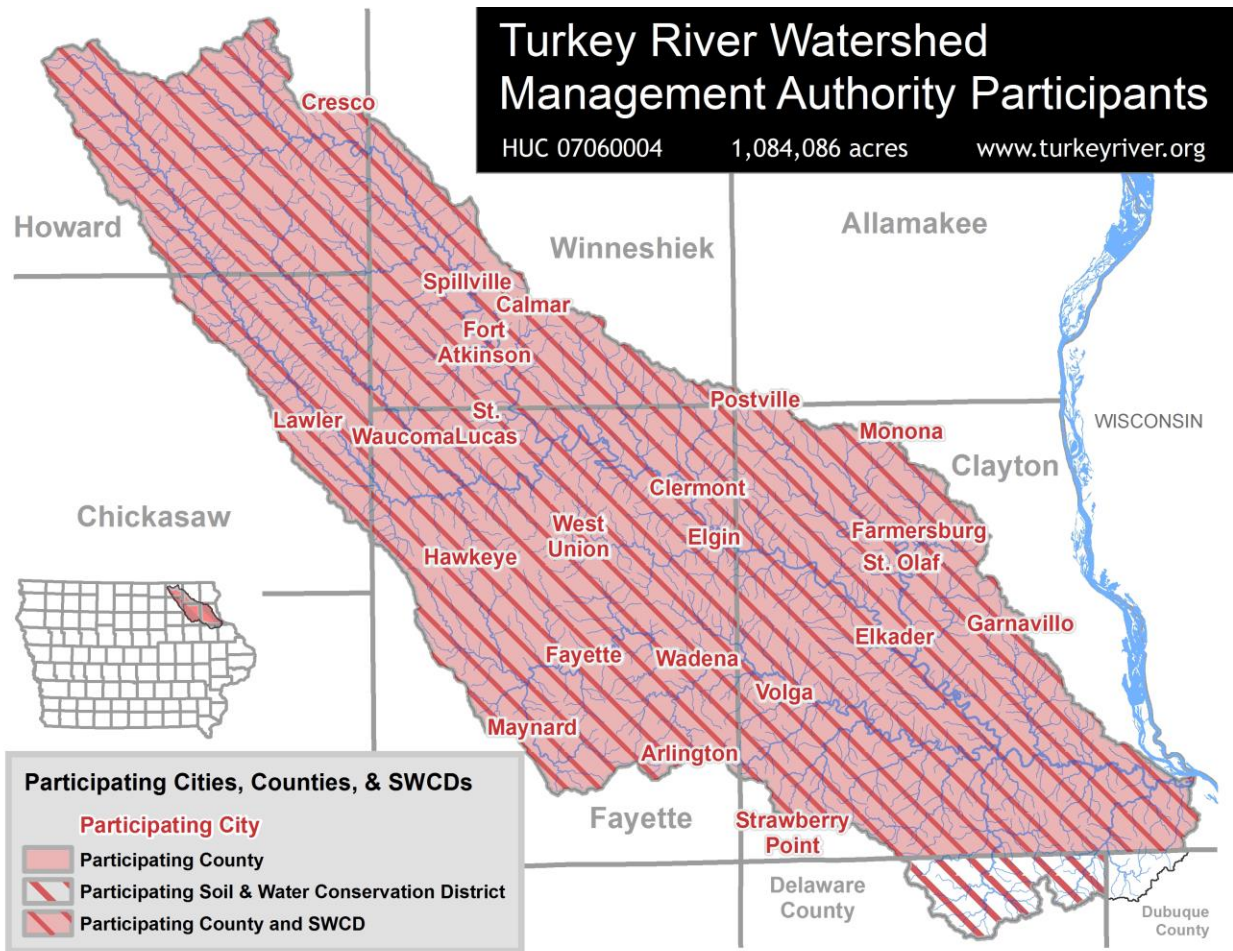 Turkey River Watershed
Management Authority Participants
HUC 07060004 1,084,086 acres www.turkeyriver.org
Cresco
Howard
Winneshiek
Allamakee
Spillville
Calmar
Fort
Atkinson
Postville
Lawler
St.
Lucas
Waucoma
Monona
WISCONSIN
Clayton
Chickasaw
Clermont
West
Union
Elgin
Farmersburg
Hawkeye
St. Olaf
Garnavillo
Elkader
Fayette
Wadena
Volga
Maynard
Arlington
Fayette
Strawberry
Point
Delaware
County
Dubuque
County
Participating Cities, Counties, & SWCDs
Participating City
Participating County
Participating Soil & Water Conservation District
Participating County and SWCD